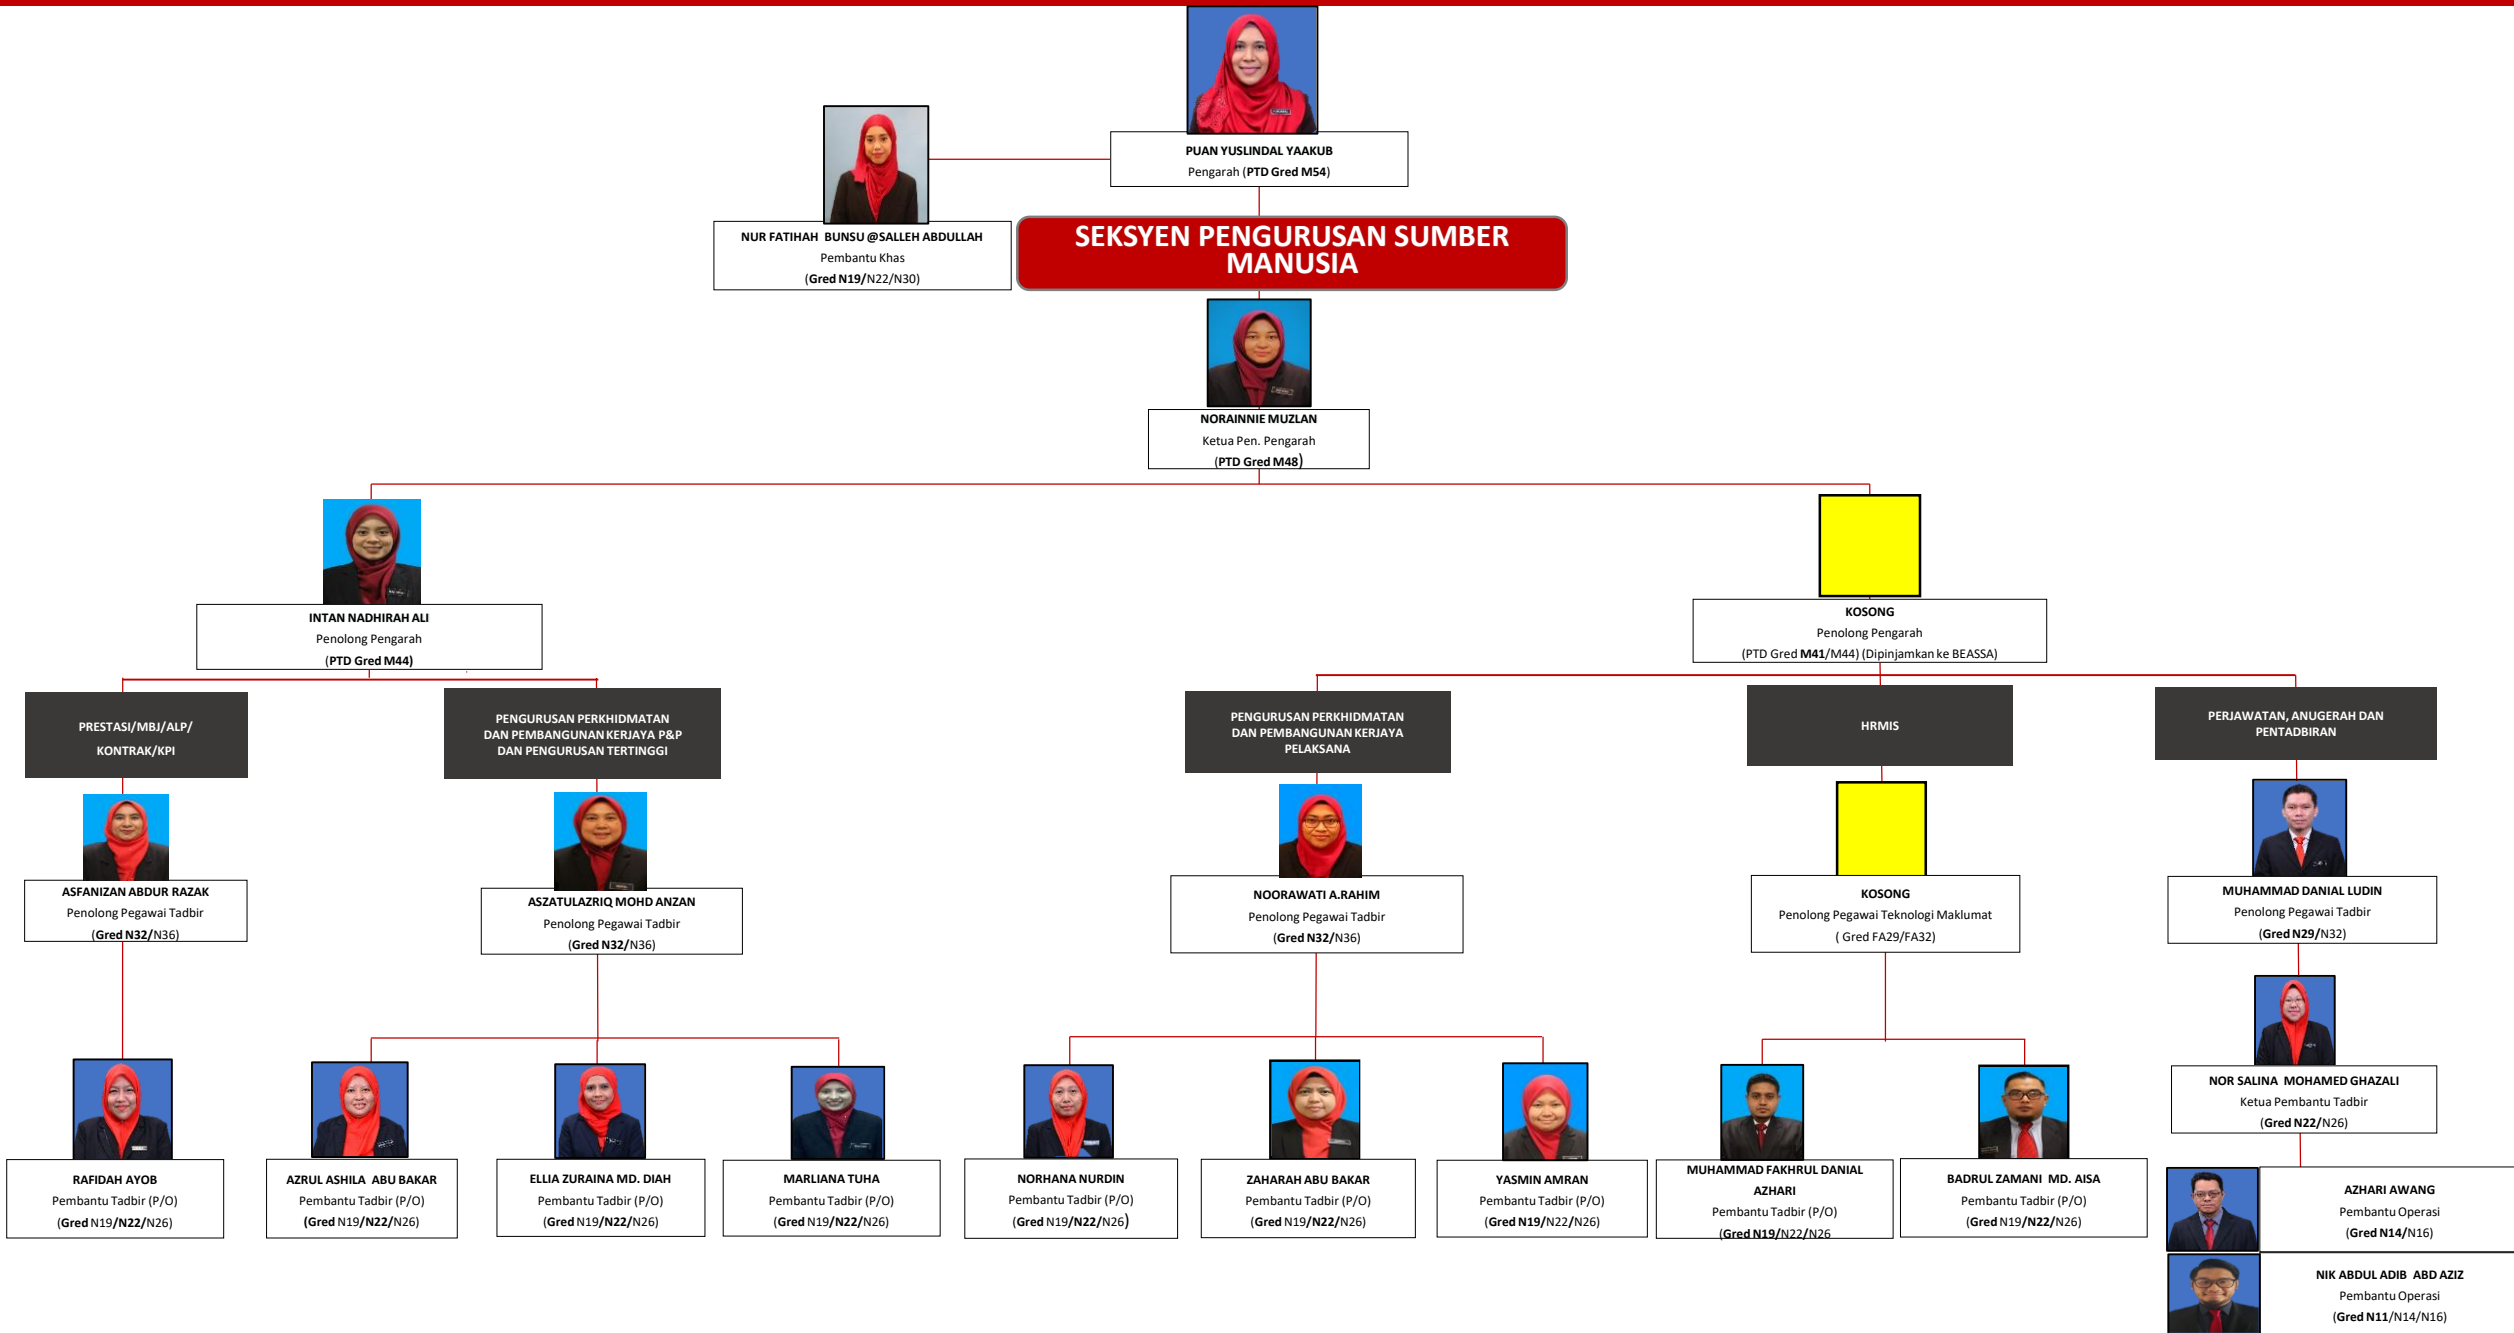 PUAN YUSLINDAL YAAKUB
Pengarah (PTD Gred M54)
NUR FATIHAH BUNSU @SALLEH ABDULLAH
Pembantu Khas
(Gred N19/N22/N30)
SEKSYEN PENGURUSAN SUMBER
MANUSIA
NORAINNIE MUZLAN
Ketua Pen. Pengarah
(PTD Gred M48)
INTAN NADHIRAH ALI
Penolong Pengarah
(PTD Gred M44)
KOSONG
Penolong Pengarah
(PTD Gred M41/M44) (Dipinjamkan ke BEASSA)
PRESTASI/MBJ/ALP/
KONTRAK/KPI
PENGURUSAN PERKHIDMATAN
DAN PEMBANGUNAN KERJAYA P&P
DAN PENGURUSAN TERTINGGI
PENGURUSAN PERKHIDMATAN
DAN PEMBANGUNAN KERJAYA
PELAKSANA
HRMIS
PERJAWATAN, ANUGERAH DAN
PENTADBIRAN
ASFANIZAN ABDUR RAZAK
Penolong Pegawai Tadbir
(Gred N32/N36)
ASZATULAZRIQ MOHD ANZAN
Penolong Pegawai Tadbir
(Gred N32/N36)
NOORAWATI A.RAHIM
Penolong Pegawai Tadbir
(Gred N32/N36)
KOSONG
Penolong Pegawai Teknologi Maklumat
( Gred FA29/FA32)
MUHAMMAD DANIAL LUDIN
Penolong Pegawai Tadbir
(Gred N29/N32)
NOR SALINA MOHAMED GHAZALI
Ketua Pembantu Tadbir
(Gred N22/N26)
RAFIDAH AYOB
Pembantu Tadbir (P/O)
(Gred N19/N22/N26)
AZRUL ASHILA ABU BAKAR
Pembantu Tadbir (P/O)
(Gred N19/N22/N26)
ELLIA ZURAINA MD. DIAH
Pembantu Tadbir (P/O)
(Gred N19/N22/N26)
MARLIANA TUHA
Pembantu Tadbir (P/O)
(Gred N19/N22/N26)
NORHANA NURDIN
Pembantu Tadbir (P/O)
(Gred N19/N22/N26)
ZAHARAH ABU BAKAR
Pembantu Tadbir (P/O)
(Gred N19/N22/N26)
YASMIN AMRAN
Pembantu Tadbir (P/O)
(Gred N19/N22/N26)
MUHAMMAD FAKHRUL DANIAL
AZHARI
Pembantu Tadbir (P/O)
(Gred N19/N22/N26
BADRUL ZAMANI MD. AISA
Pembantu Tadbir (P/O)
(Gred N19/N22/N26)
AZHARI AWANG
Pembantu Operasi
(Gred N14/N16)
NIK ABDUL ADIB ABD AZIZ
Pembantu Operasi
(Gred N11/N14/N16)